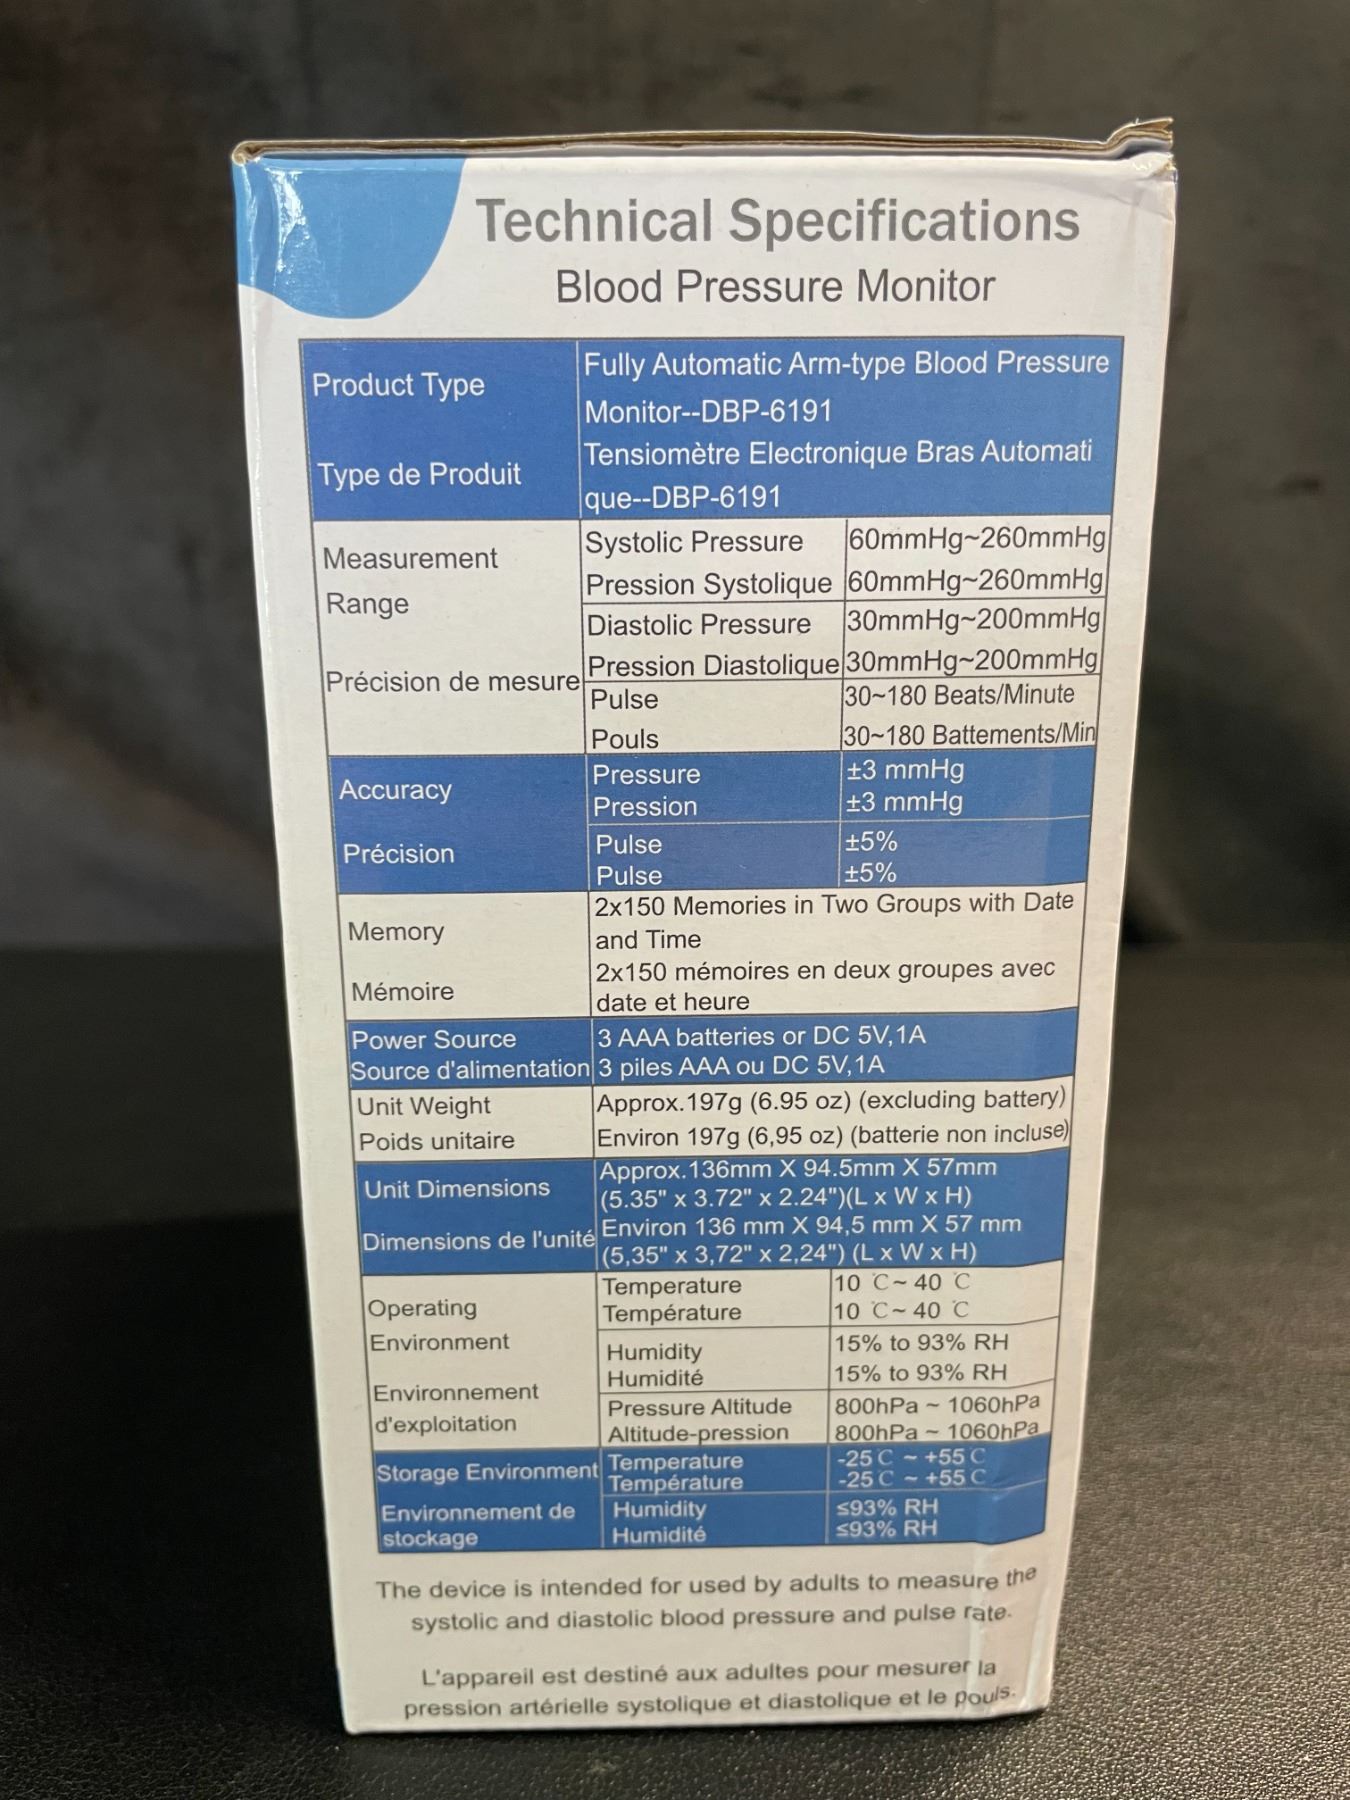 Technical Specifications
Blood Pressure Monitor
Product Type
Fully Automatic Arm-type Blood Pressure
Monitor--DBP-6191
Type de Produit
Tensiomètre Electronique Bras Automati
que--DBP-6191
Measurement
Range
Précision de mesure
Systolic Pressure 60mmHg~260mmHg
Pression Systolique 60mmHg~260mmHg
Diastolic Pressure 30mmHg~200mmHg
Pression Diastolique 30mmHg~200mmHg
Pulse 30~180 Beats/Minute
Pouls 30~180 Battements/Min
Accuracy
Précision
Pressure ±3 mmHg
Pression ±3 mmHg
Pulse ±5%
Pulse ±5%
Memory
2x150 Memories in Two Groups with Date
and Time
Mémoire
2x150 mémoires en deux groupes avec
date et heure
Power Source 3 AAA batteries or DC 5V,1A
Source d'alimentation 3 piles AAA ou DC 5V,1A
Unit Weight Approx.197g (6.95 oz) (excluding battery)
Poids unitaire Environ 197g (6,95 oz) (batterie non incluse)
Unit Dimensions
Approx.136mm X 94.5mm X 57mm
(5.35" x 3.72" x 2.24")(L x W x H)
Dimensions de l'unité
Environ 136 mm X 94,5 mm X 57 mm
(5,35" x 3,72" x 2,24") (L x W x H)
Operating
Environment
Environnement
d'exploitation
Temperature 10 ℃~ 40 ℃
Température 10 ℃~ 40 ℃
Humidity 15% to 93% RH
Humidité 15% to 93% RH
Pressure Altitude 800hPa ~ 1060hPa
Altitude-pression 800hPa ~ 1060hPa
Storage Environment
Environnement de
stockage
Temperature -25℃ ~ +55℃
Température -25℃ ~ +55℃
Humidity ≤93% RH
Humidité ≤93% RH
The device is intended for used by adults to measure the
systolic and diastolic blood pressure and pulse rate.
L'appareil est destiné aux adultes pour mesurer la
pression artérielle systolique et diastolique et le pouls.